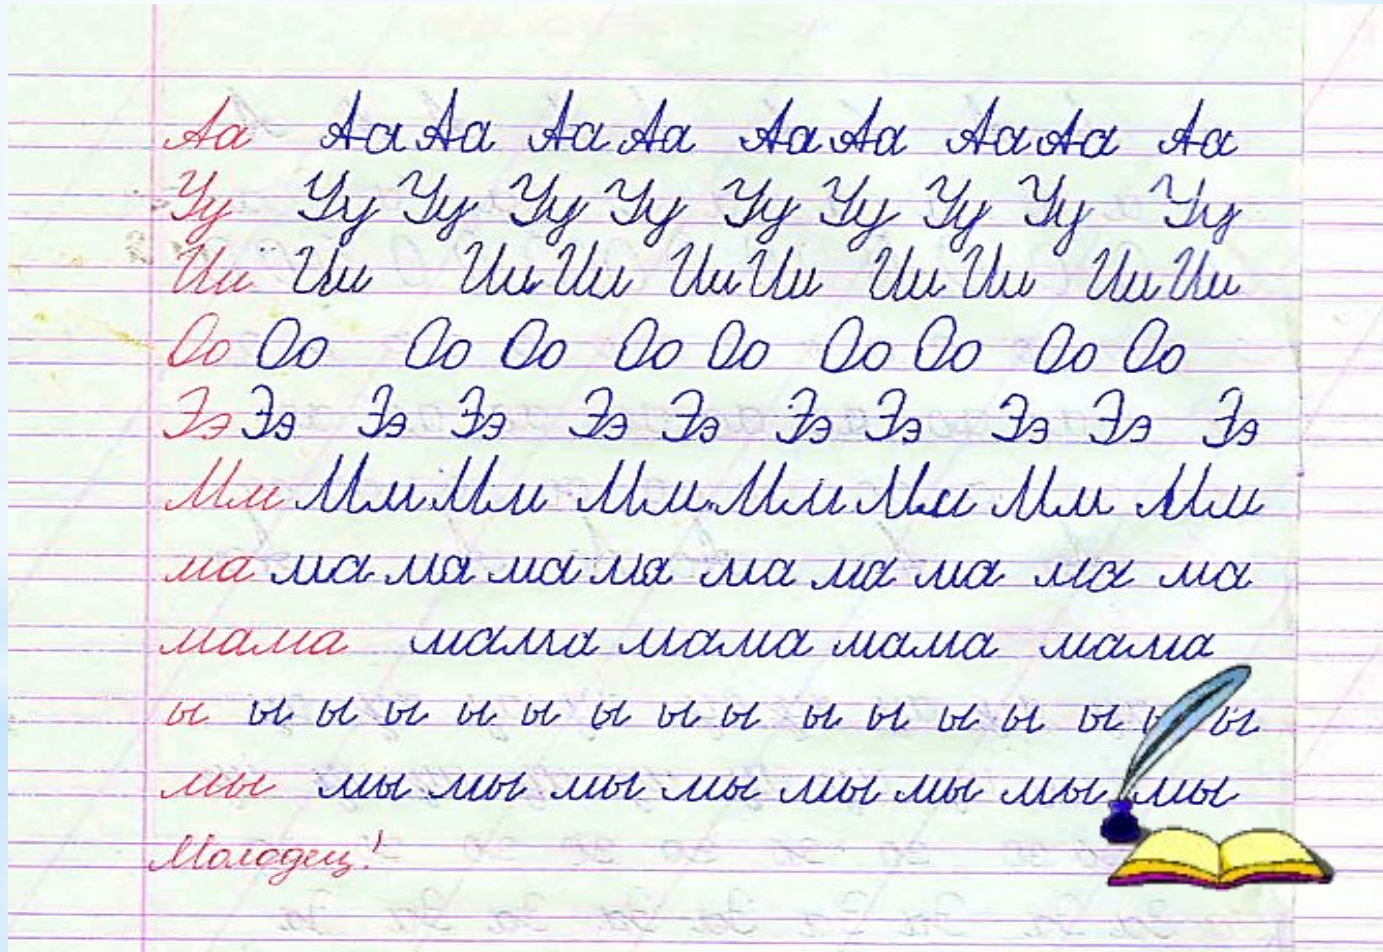 Аа Аа Аа Аа Аа Аа Аа Аа Аа Аа
Уу Уу Уу Уу Уу Уу Уу Уу Уу Уу
Ии Ии Ии Ии Ии Ии Ии Ии Ии Ии
Оо Оо Оо Оо Оо Оо Оо Оо Оо Оо
Ээ Ээ Ээ Ээ Ээ Ээ Ээ Ээ Ээ Ээ Ээ
Мм Мм Мм Мм Мм Мм Мм Мм
ма ма ма ма ма ма ма ма ма ма
мама мама мама мама мама
ы ы ы ы ы ы ы ы ы ы ы ы ы ы ы ы
мы мы мы мы мы мы мы мы мы
Молодец!